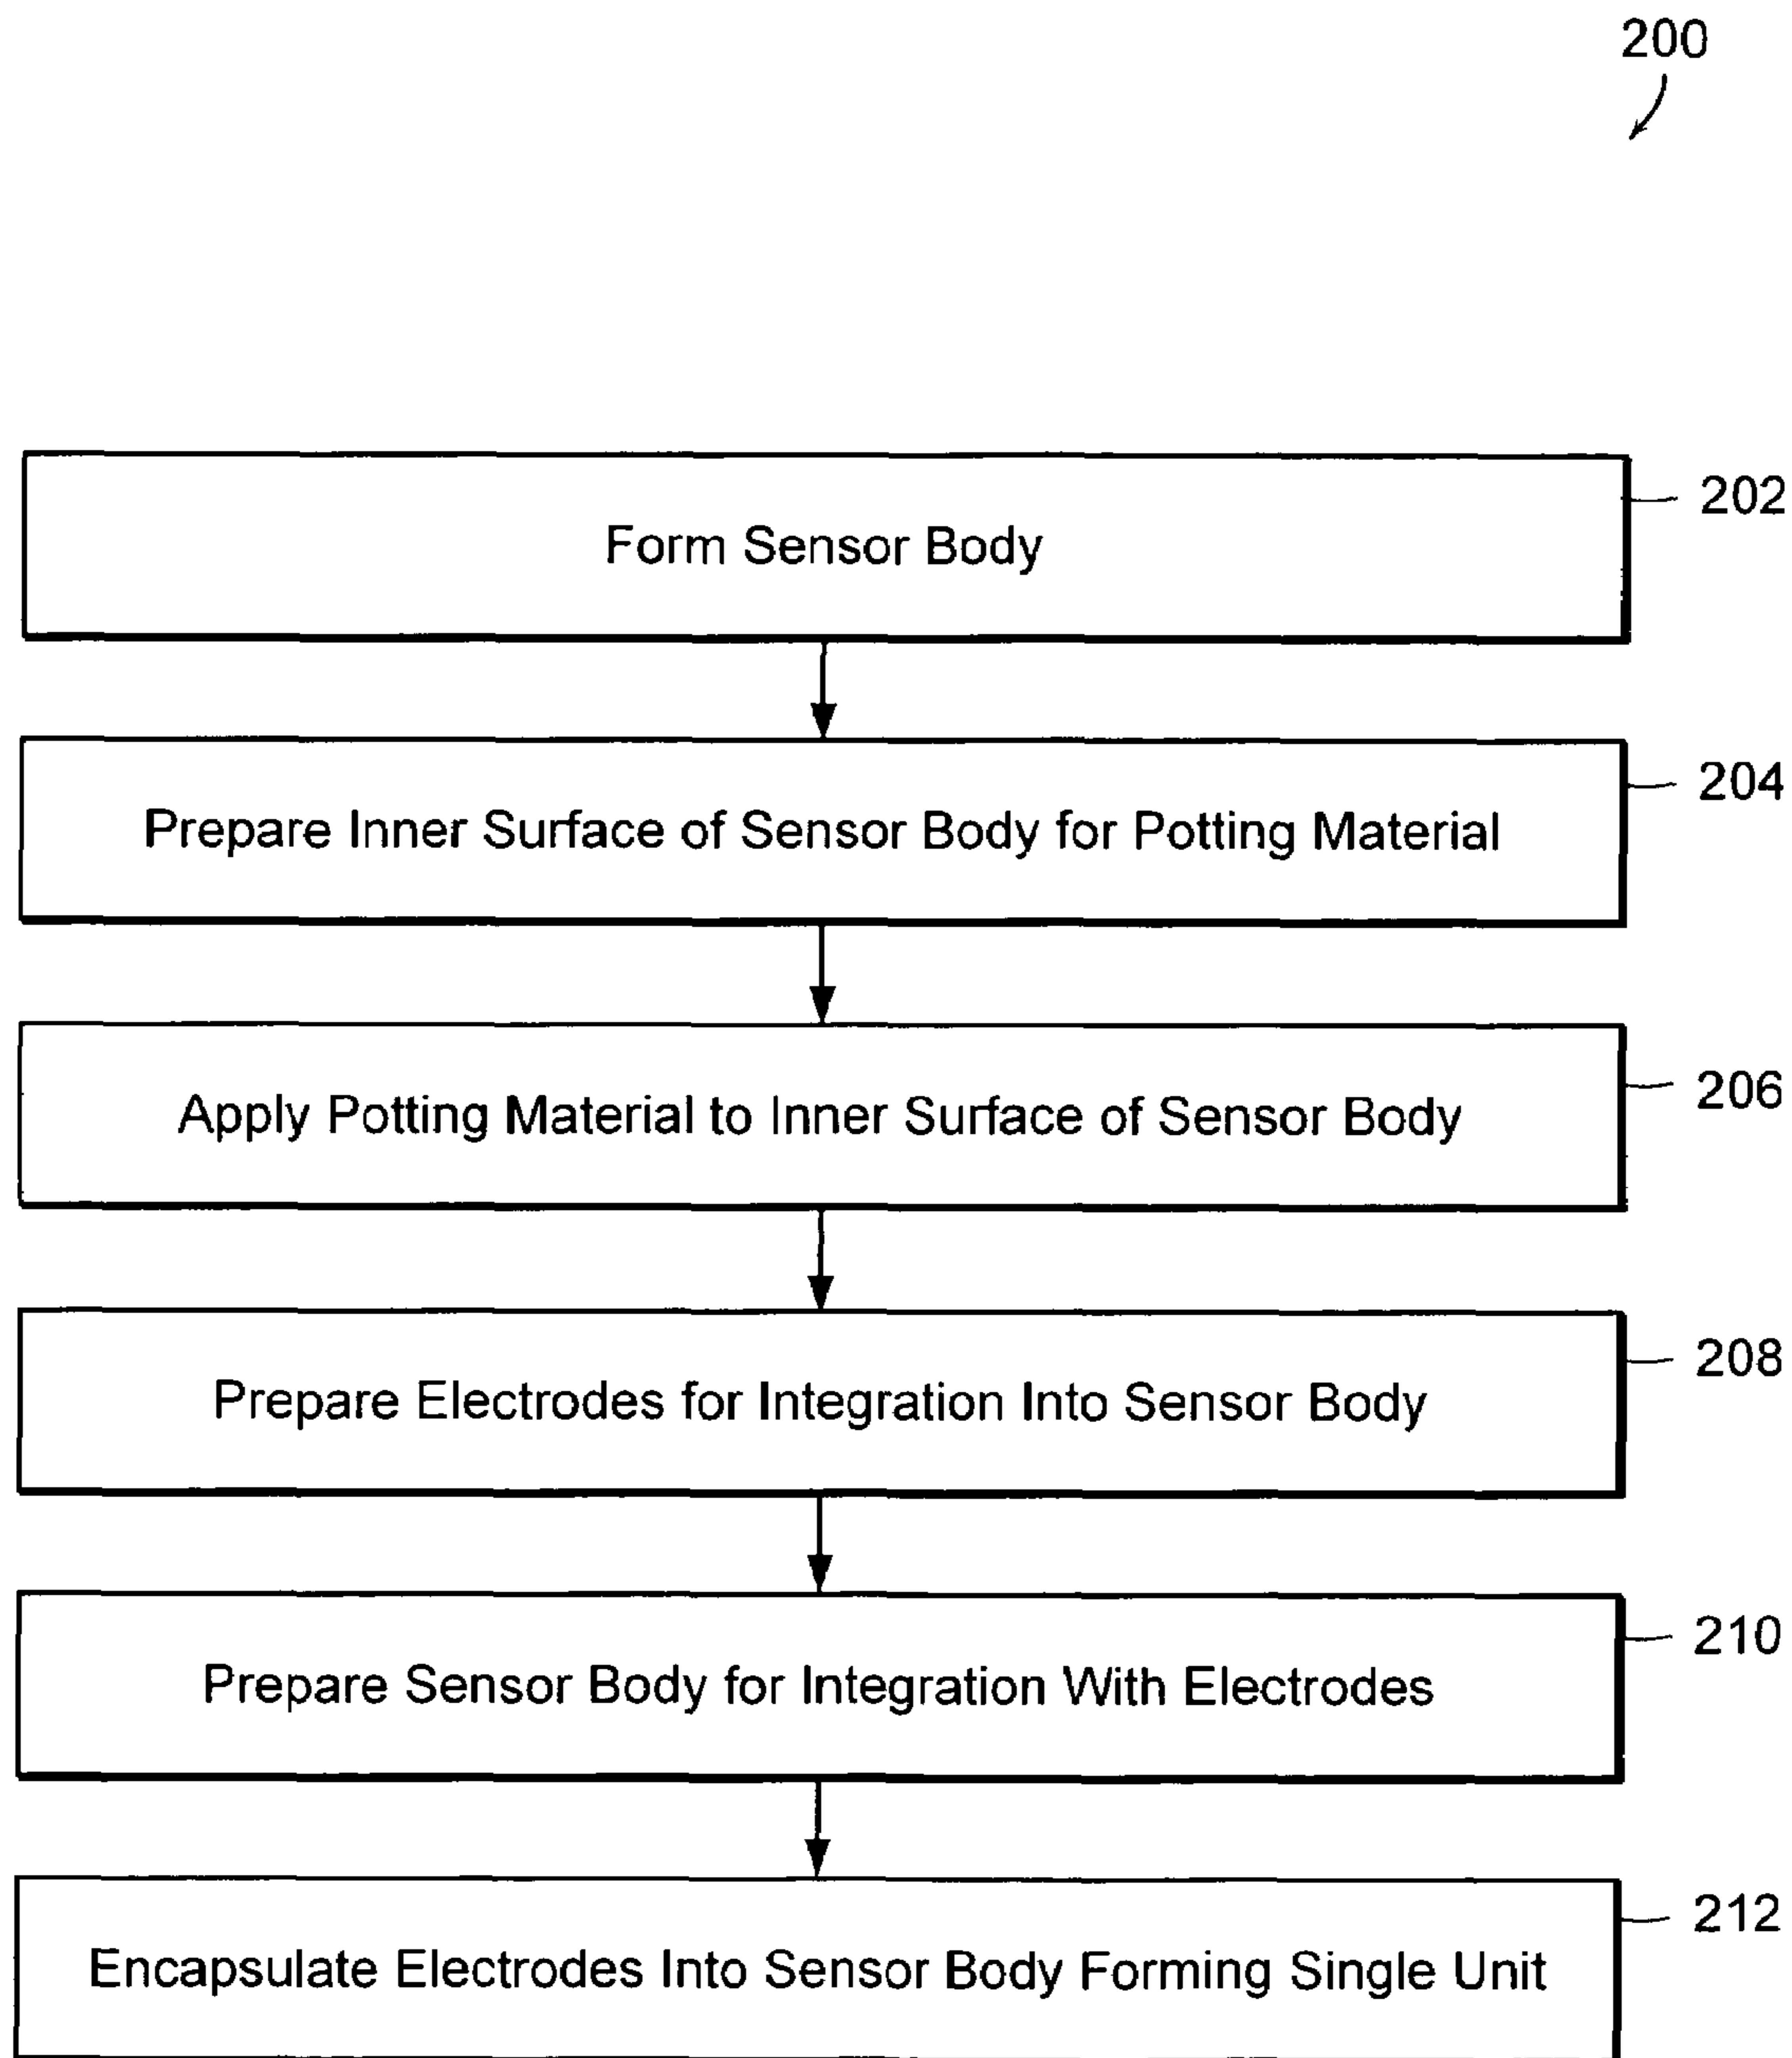 200
Form Sensor Body
202
Prepare Inner Surface of Sensor Body for Potting Material
204
Apply Potting Material to Inner Surface of Sensor Body
206
Prepare Electrodes for Integration Into Sensor Body
208
Prepare Sensor Body for Integration With Electrodes
210
Encapsulate Electrodes Into Sensor Body Forming Single Unit
212